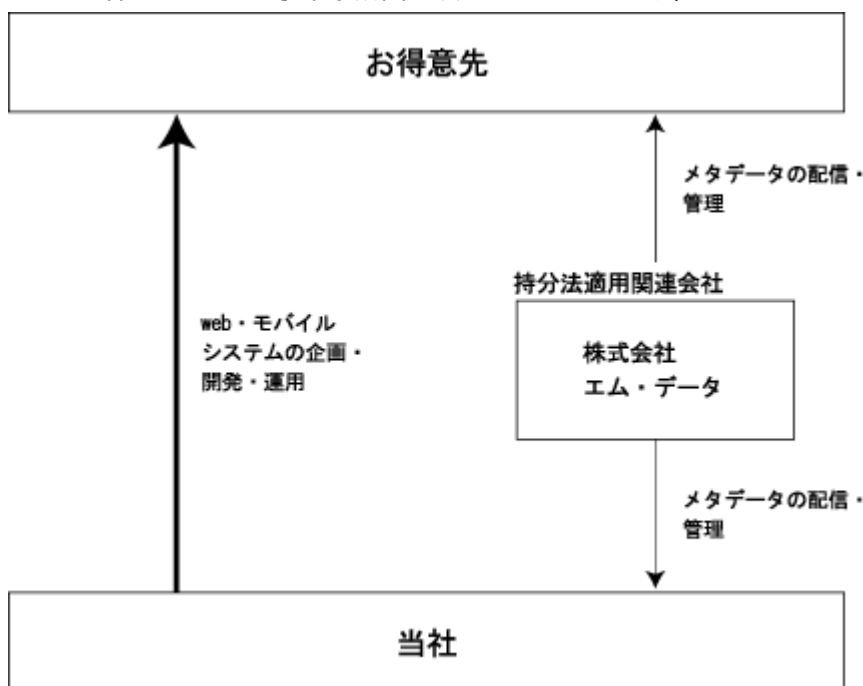 お得意先
メタデータの配信・
管理
持分法適用関連会社
web・モバイル
システムの企画・
開発・運用
株式会社
エム・データ
メタデータの配信・
管理
当社